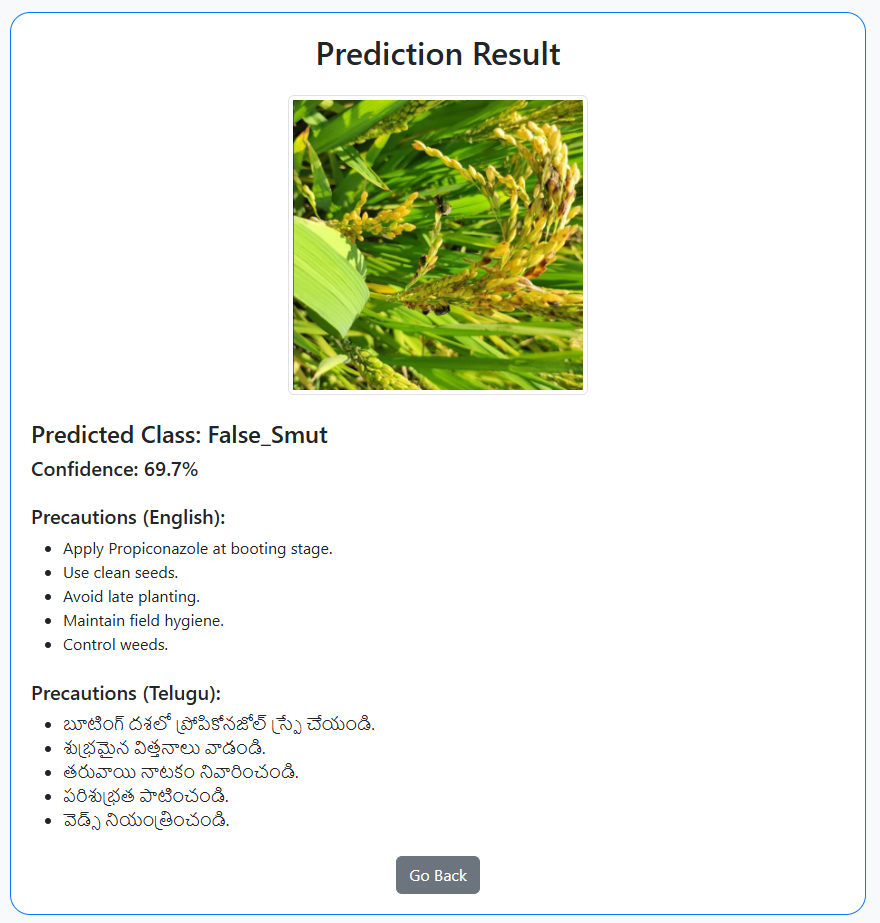 Prediction Result
Predicted Class: False_Smut
Confidence: 69.7%
Precautions (English):
Apply Propiconazole at booting stage.
Use clean seeds.
Avoid late planting.
Maintain field hygiene.
Control weeds.
Precautions (Telugu):
బూటింగ్ దశలో ప్రోపికోనజోల్ స్ప్రే చేయండి.
శుభ్రమైన విత్తనాలు వాడండి.
తరువాయి నాటకం నివారించండి.
పరిశుభ్రత పాటించండి.
వెడ్స్ నియంత్రించండి.
Go Back